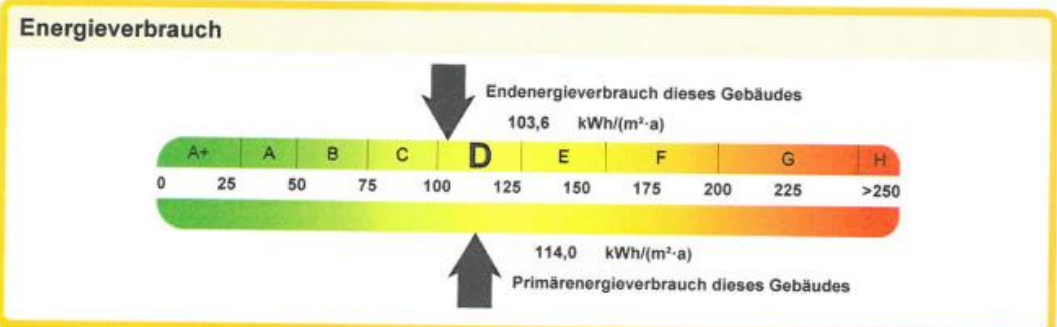 Energieverbrauch
Endenergieverbrauch dieses Gebäudes
103,6 kWh/(m²·a)
A+ A B C D E F G H
0 25 50 75 100 125 150 175 200 225 >250
114,0 kWh/(m²·a)
Primärenergieverbrauch dieses Gebäudes